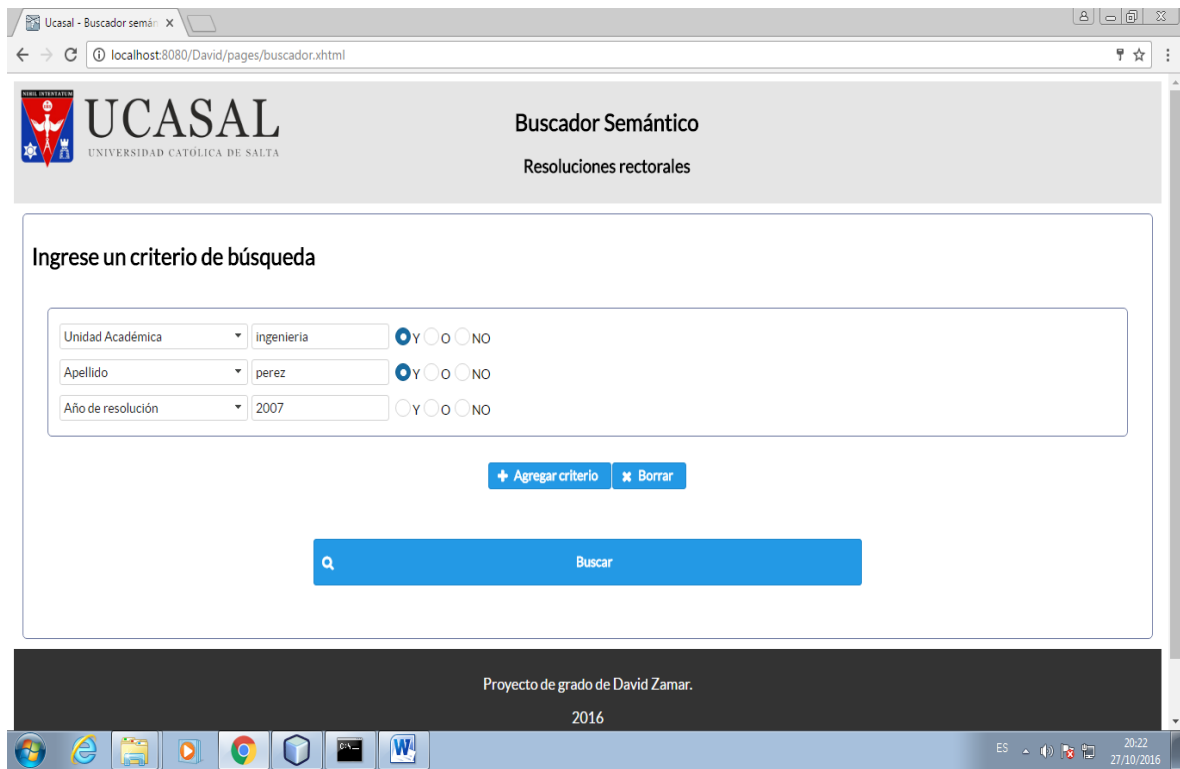 Ucasal - Buscador semán
localhost:8080/David/pages/buscador.xhtml
NIHIL INTENTATUM
UCASAL
UNIVERSIDAD CATÓLICA DE SALTA
Buscador Semántico
Resoluciones rectorales
Ingrese un criterio de búsqueda
Unidad Académica ingenieria Y O NO
Apellido perez Y O NO
Año de resolución 2007 Y O NO
Agregar criterio Borrar
Buscar
Proyecto de grado de David Zamar.
2016
ES 20:22
27/10/2016